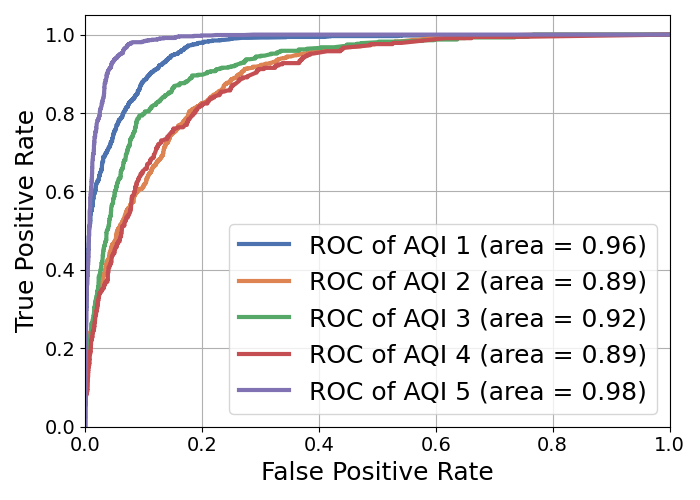 1.0
0.8
0.6
0.4
0.2
0.0
True Positive Rate
ROC of AQI 1 (area = 0.96)
ROC of AQI 2 (area = 0.89)
ROC of AQI 3 (area = 0.92)
ROC of AQI 4 (area = 0.89)
ROC of AQI 5 (area = 0.98)
0.0 0.2 0.4 0.6 0.8 1.0
False Positive Rate